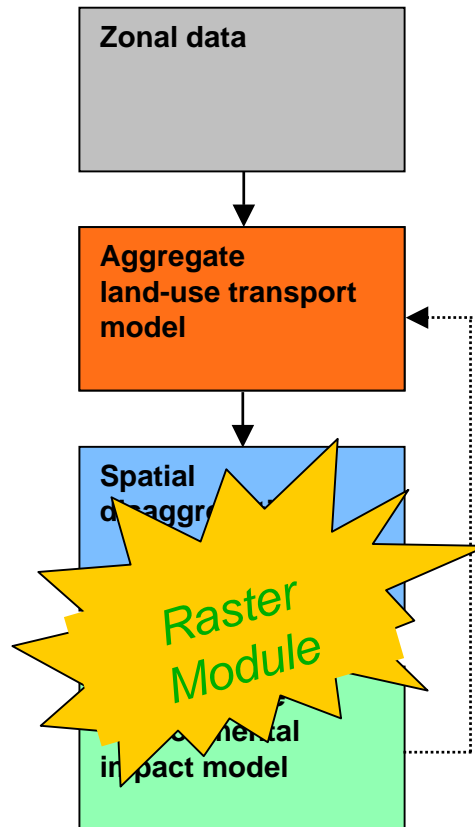 Zonal data
Aggregate
land-use transport
model
Spatial
Raster
Module
impact model